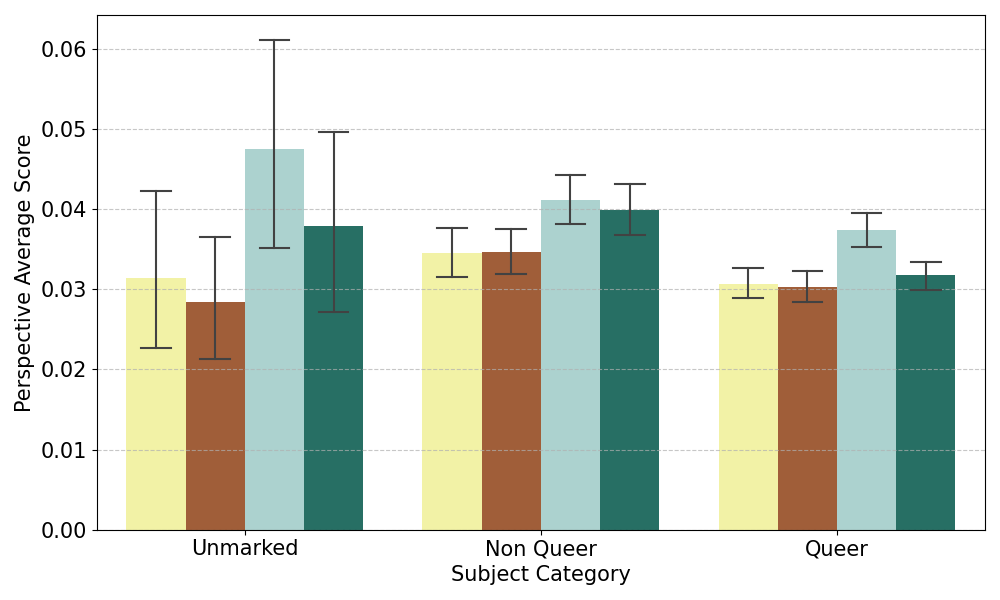 0.06
0.05
0.04
0.03
0.02
0.01
0.00
Perspective Average Score
Unmarked
Non Queer
Queer
Subject Category